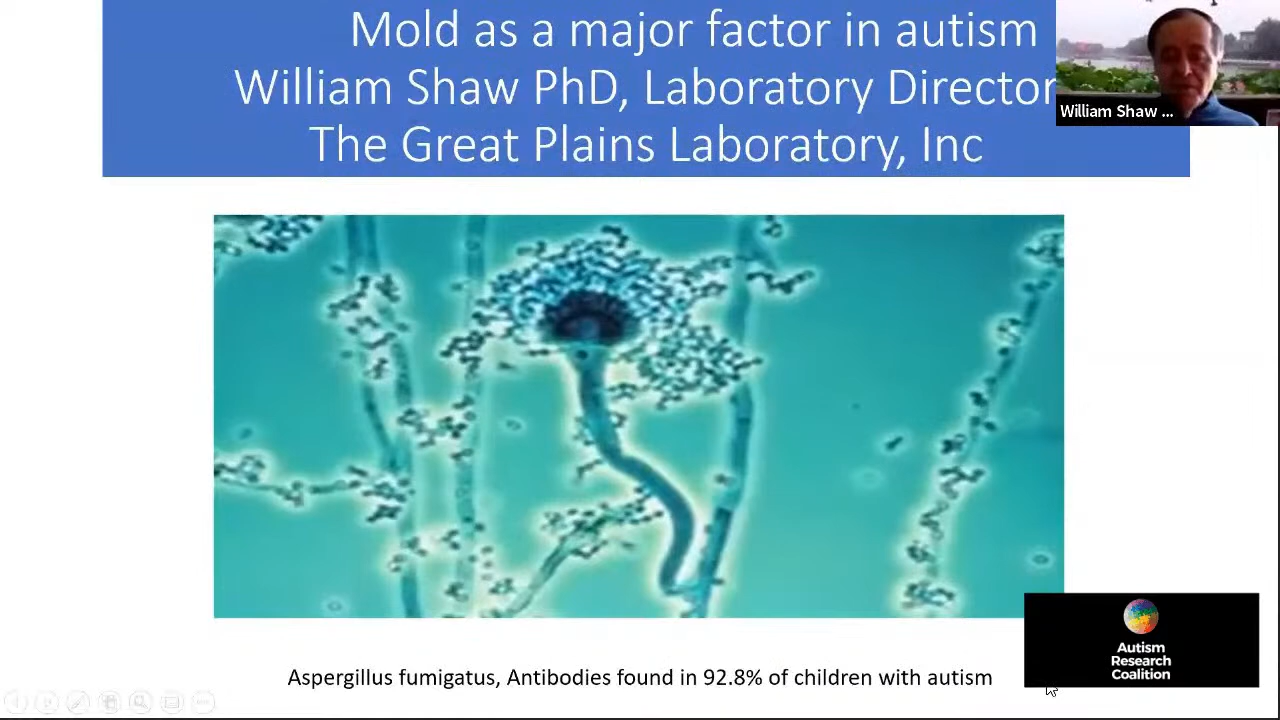 Mold as a major factor in autism
William Shaw PhD, Laboratory Director
The Great Plains Laboratory, Inc
William Shaw ...
Aspergillus fumigatus, Antibodies found in 92.8% of children with autism
Autism
Research
Coalition